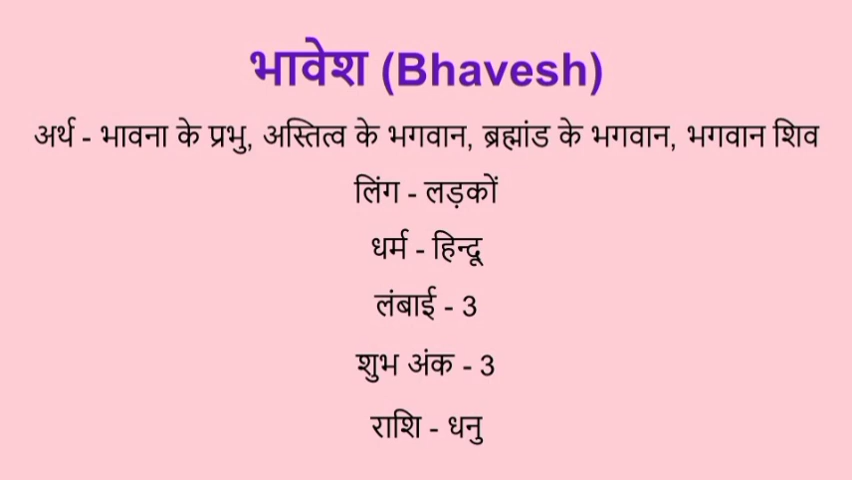 भावेश (Bhavesh)
अर्थ - भावना के प्रभु, अस्तित्व के भगवान, ब्रह्मांड के भगवान, भगवान शिव
लिंग - लड़कों
धर्म - हिन्दू
लंबाई - 3
शुभ अंक - 3
राशि - धनु